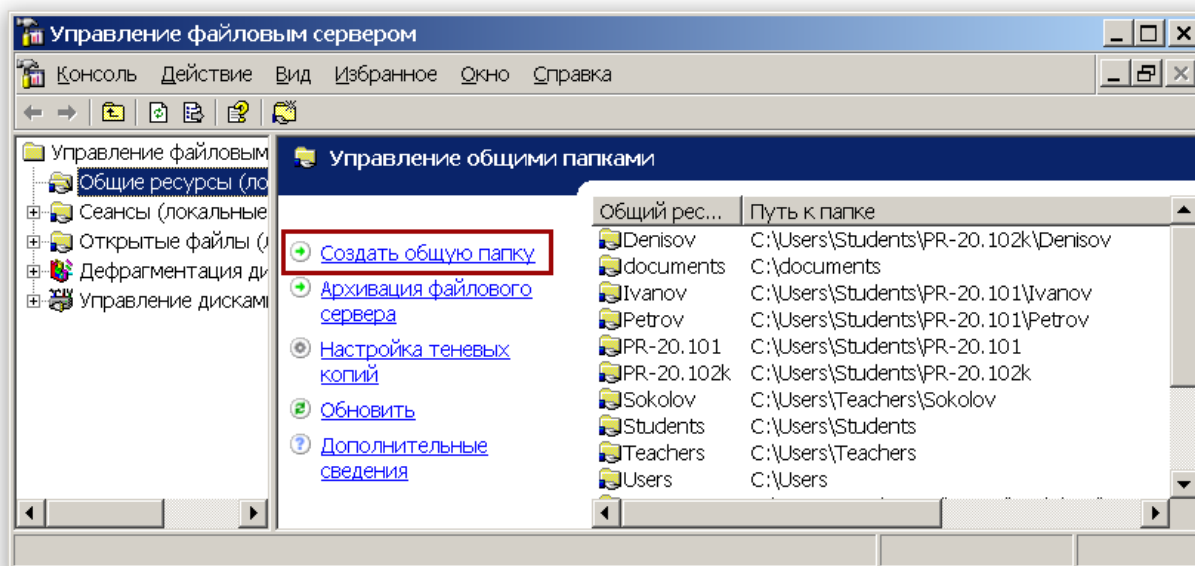 Управление файловым сервером
Консоль Действие Вид Избранное Окно Справка
Управление файловым
Общие ресурсы (ло
Сеансы (локальные
Открытые файлы (
Дефрагментация ди
Управление дисками
Управление общими папками
Создать общую папку
Архивация файлового
сервера
Настройка теневых
копий
Обновить
Дополнительные
сведения
Общий рес... Путь к папке
Denisov C:\Users\Students\PR-20.102k\Denisov
documents C:\documents
Ivanov C:\Users\Students\PR-20.101\Ivanov
Petrov C:\Users\Students\PR-20.101\Petrov
PR-20.101 C:\Users\Students\PR-20.101
PR-20.102k C:\Users\Students\PR-20.102k
Sokolov C:\Users\Teachers\Sokolov
Students C:\Users\Students
Teachers C:\Users\Teachers
Users C:\Users